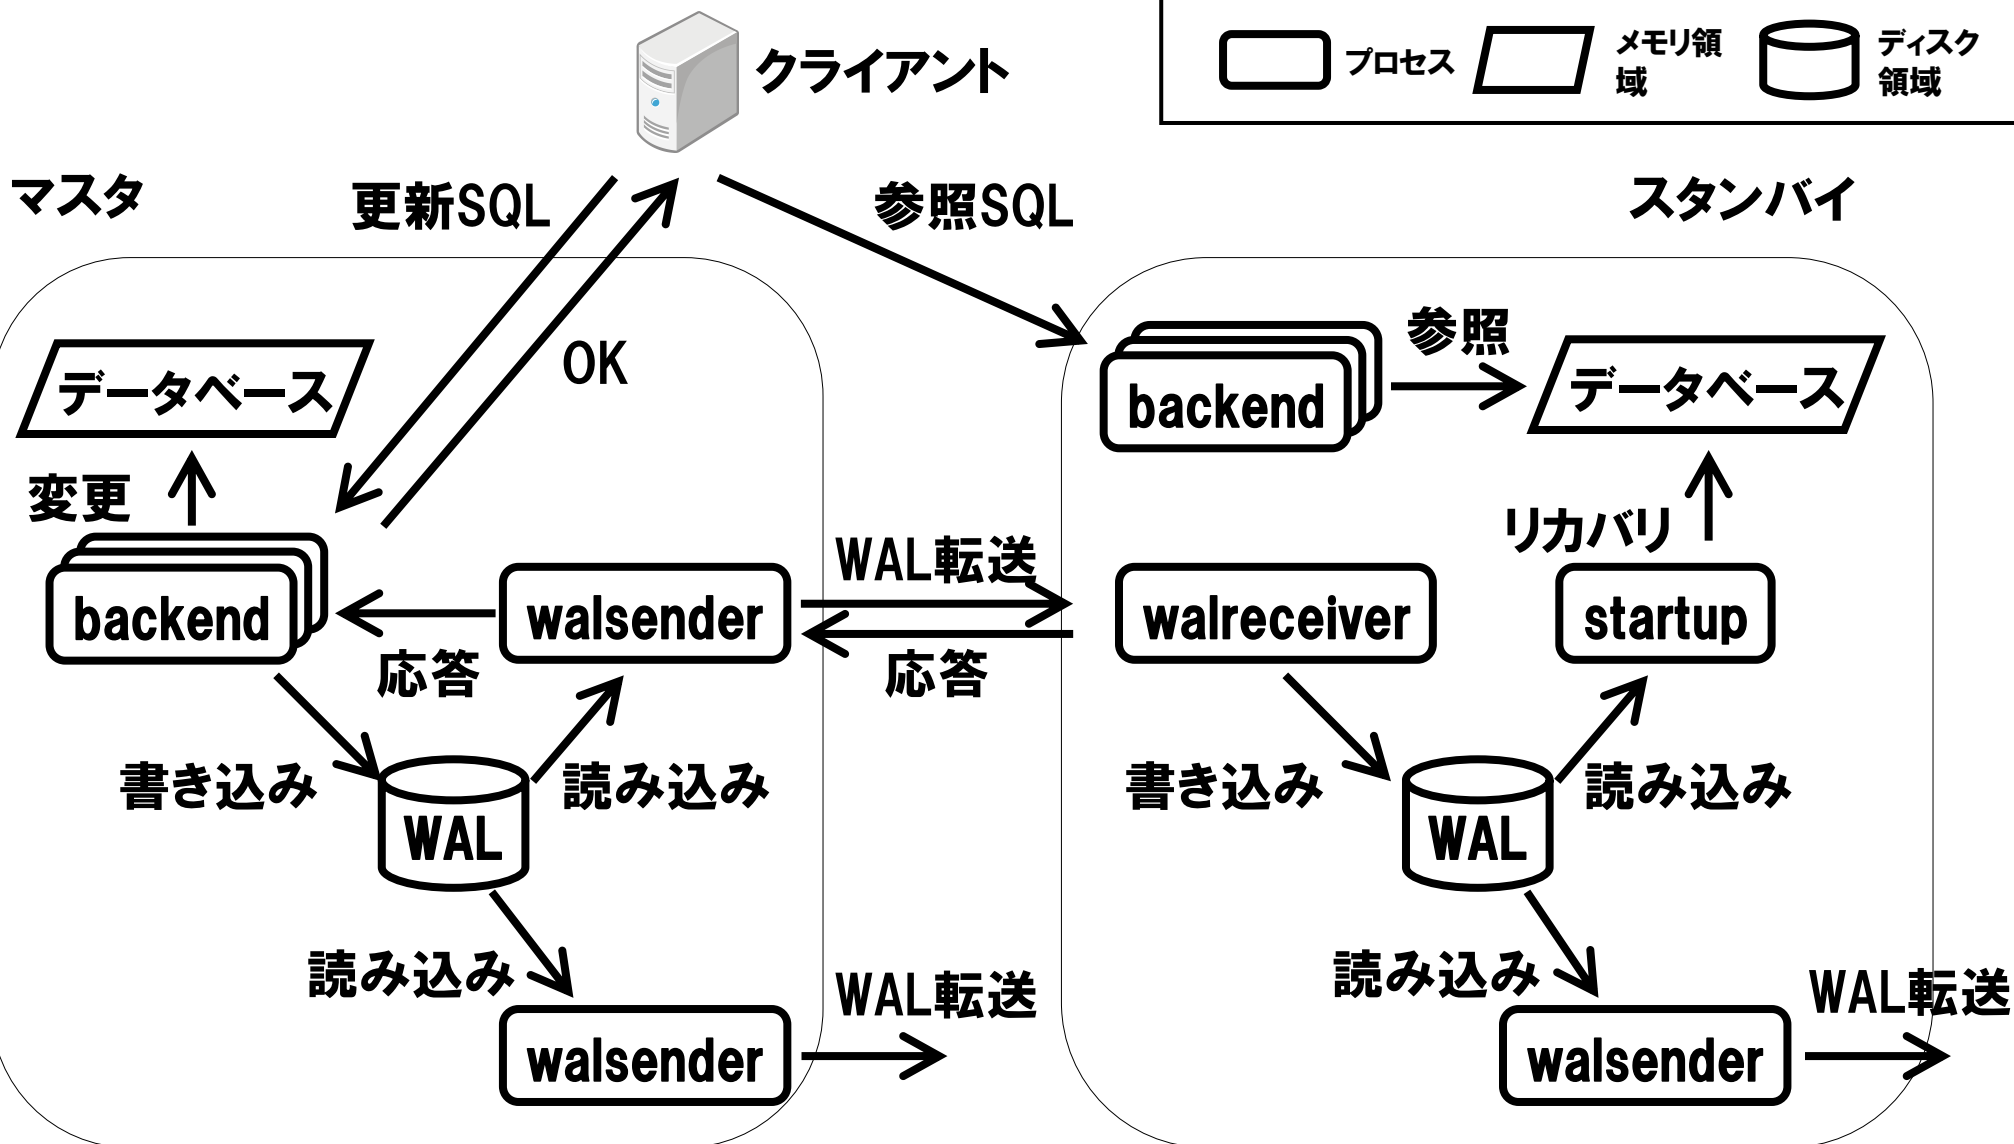 クライアント
プロセス
メモリ領
域
ディスク
領域
マスタ
更新SQL
参照SQL
スタンバイ
OK
データベース
変更
backend
応答
walsender
書き込み
読み込み
WAL
読み込み
walsender
WAL転送
応答
WAL転送
backend
参照
データベース
リカバリ
walreceiver
startup
書き込み
読み込み
WAL
読み込み
walsender
WAL転送